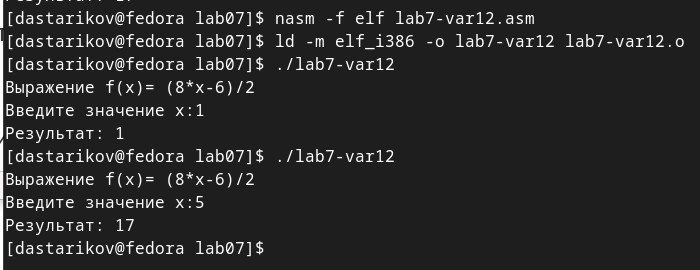 [dastarikov@fedora lab07]$ nasm -f elf lab7-var12.asm
[dastarikov@fedora lab07]$ ld -m elf_i386 -o lab7-var12 lab7-var12.o
[dastarikov@fedora lab07]$ ./lab7-var12
Выражение f(x)= (8*x-6)/2
Введите значение x:1
Результат: 1
[dastarikov@fedora lab07]$ ./lab7-var12
Выражение f(x)= (8*x-6)/2
Введите значение x:5
Результат: 17
[dastarikov@fedora lab07]$